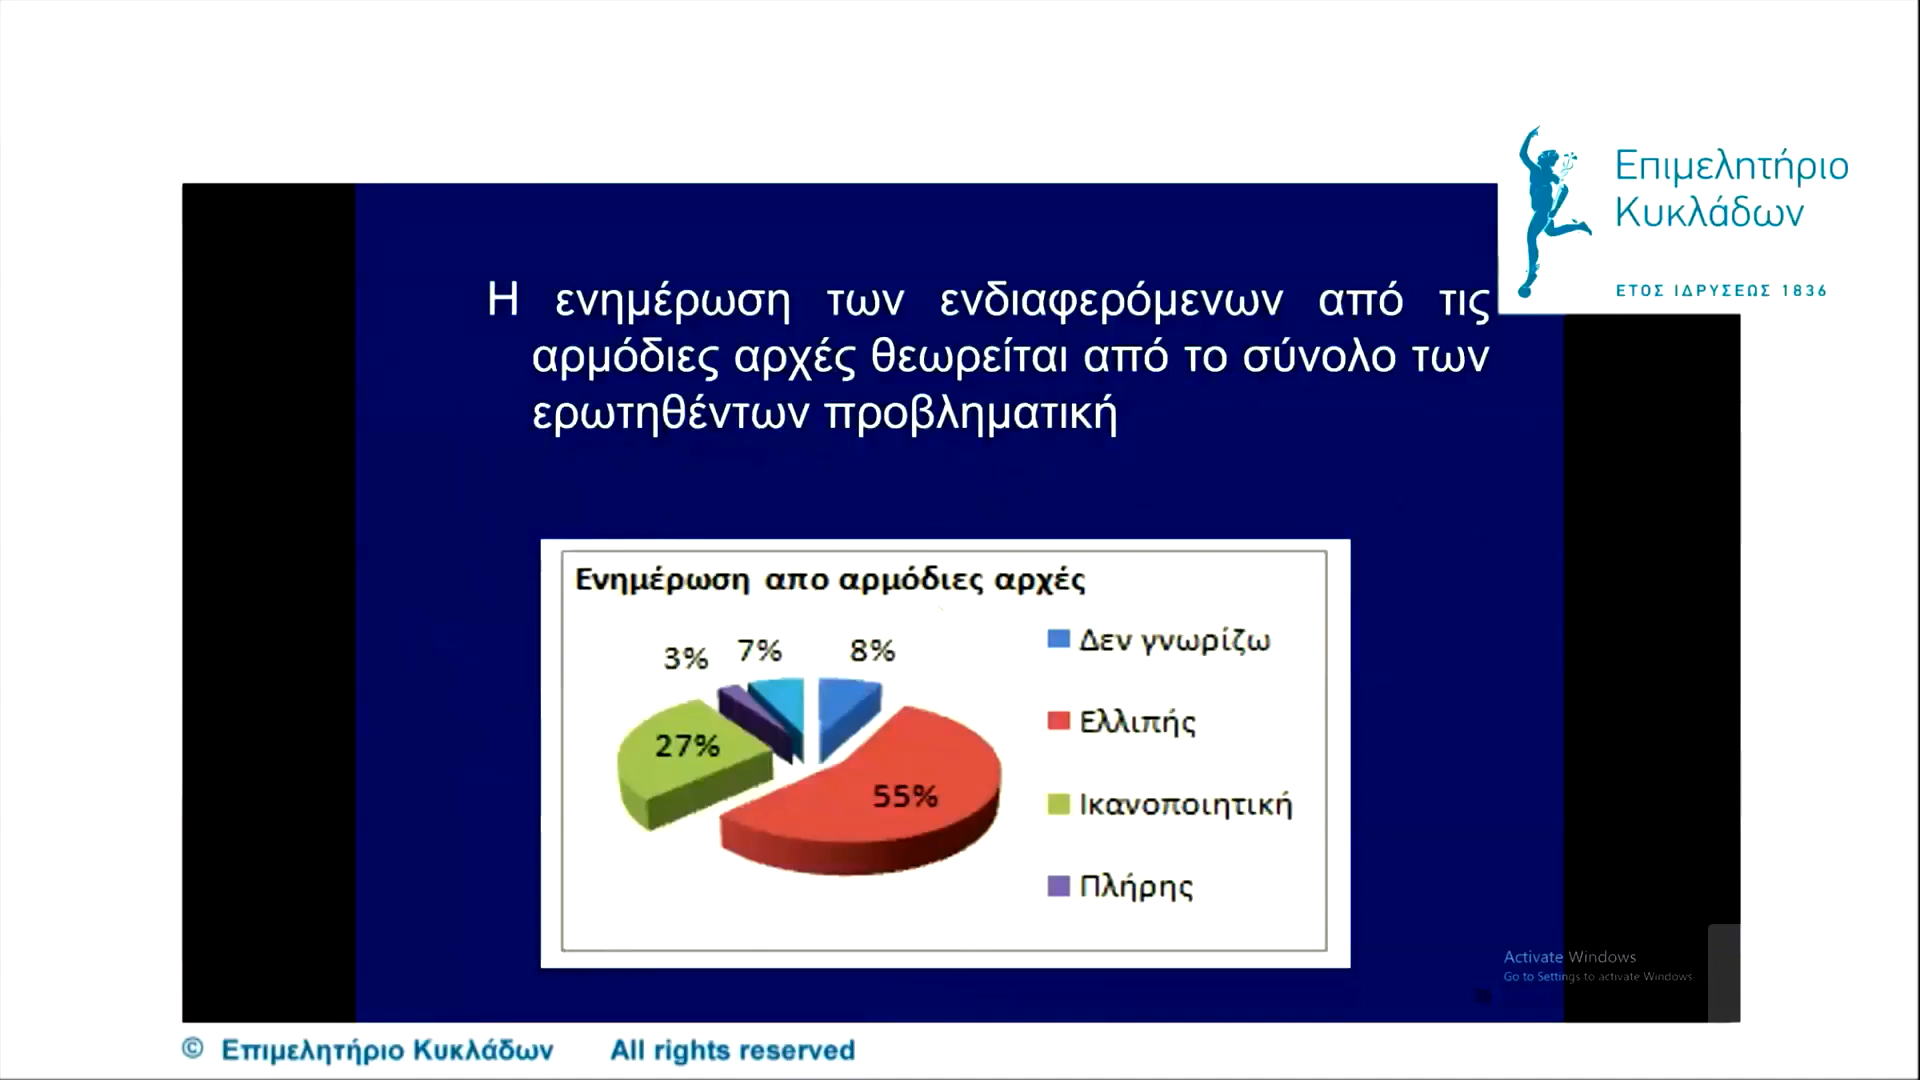 Επιμελητήριο
Κυκλάδων
ΕΤΟΣ ΙΔΡΥΣΕΩΣ 1836
Η ενημέρωση των ενδιαφερόμενων από τις
αρμόδιες αρχές θεωρείται από το σύνολο των
ερωτηθέντων προβληματική
Ενημέρωση απο αρμόδιες αρχές
3%
7%
8%
27%
55%
Δεν γνωρίζω
Ελλιπής
Ικανοποιητική
Πλήρης
Activate Windows
Go to Settings to activate Windows.
© Επιμελητήριο Κυκλάδων All rights reserved